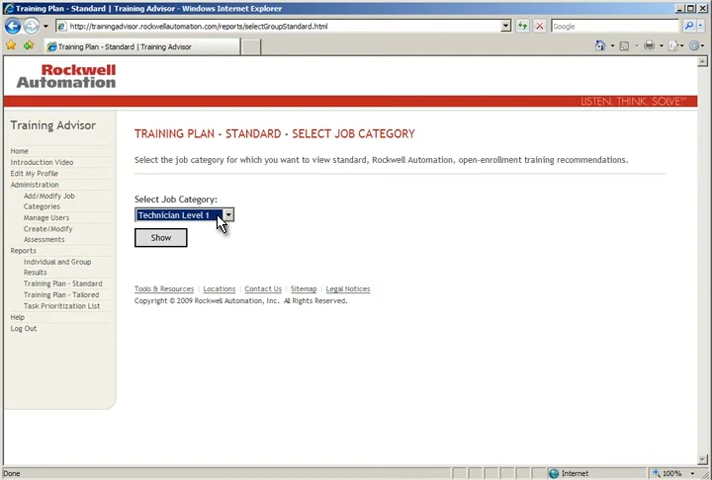 Training Plan - Standard | Training Advisor - Windows Internet Explorer
http://trainingadvisor.rockwellautomation.com/reports/selectGroupStandard.html
Google
Training Plan - Standard | Training Advisor
Rockwell
Automation
LISTEN. THINK. SOLVE.™
Training Advisor
Home
Introduction Video
Edit My Profile
Administration
Add/Modify Job
Categories
Manage Users
Create/Modify
Assessments
Reports
Individual and Group
Results
Training Plan - Standard
Training Plan - Tailored
Task Prioritization List
Help
Log Out
TRAINING PLAN - STANDARD - SELECT JOB CATEGORY
Select the job category for which you want to view standard, Rockwell Automation, open-enrollment training recommendations.
Select Job Category:
Technician Level 1
Show
Tools & Resources | Locations | Contact Us | Sitemap | Legal Notices
Copyright © 2009 Rockwell Automation, Inc. All Rights Reserved.
Done
Internet
100%